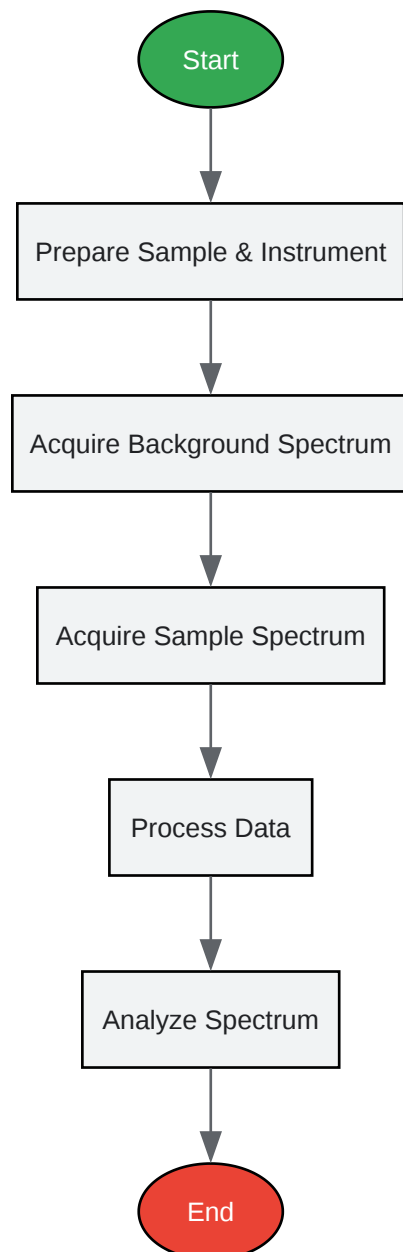 Start
Prepare Sample & Instrument
Acquire Background Spectrum
Acquire Sample Spectrum
Process Data
Analyze Spectrum
End